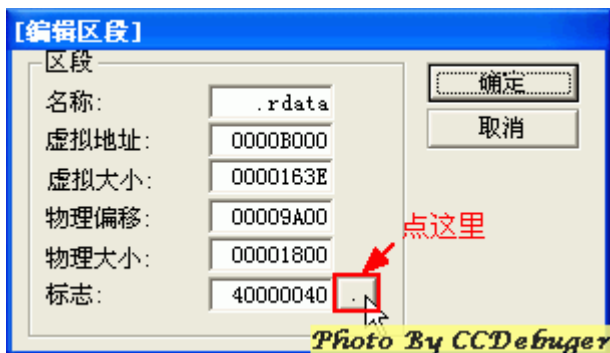 [编辑区段]
区段
名称: .rdata
虚拟地址: 0000B000
虚拟大小: 0000163E
物理偏移: 00009A00
物理大小: 00001800
标志: 40000040 .
确定
取消
点这里
Photo By CCDebuger